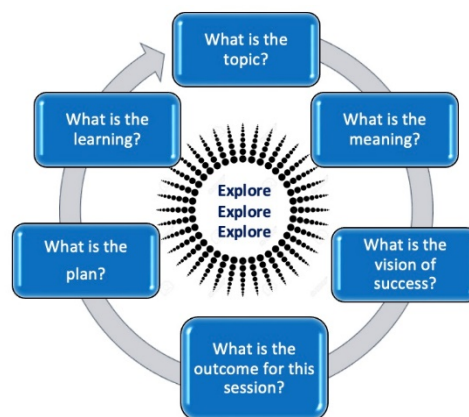 What is the
topic?
What is the
meaning?
What is the
vision of
success?
What is the
outcome for this
session?
What is the
plan?
What is the
learning?
Explore
Explore
Explore